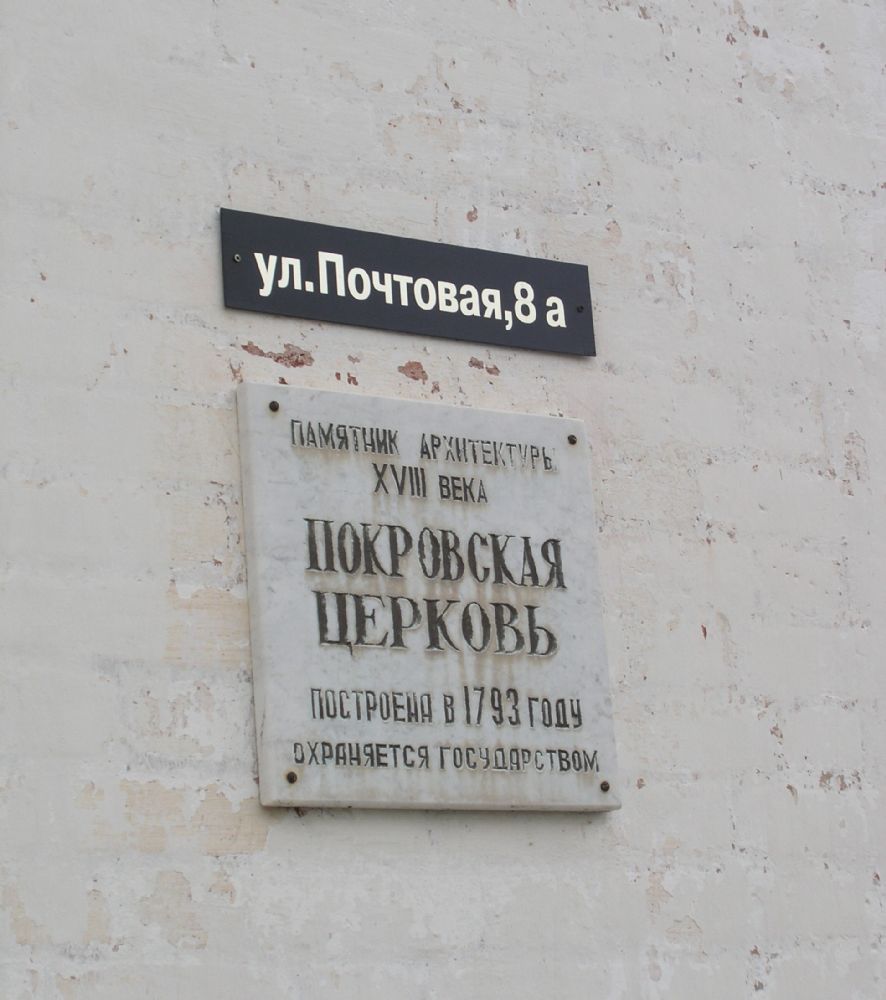 ул.Почтовая,8 а
ПАМЯТНИК АРХИТЕКТУРЫ
XVIII ВЕКА
ПОКРОВСКАЯ
ЦЕРКОВЬ
ПОСТРОЕНА В 1793 ГОДУ
ОХРАНЯЕТСЯ ГОСУДАРСТВОМ